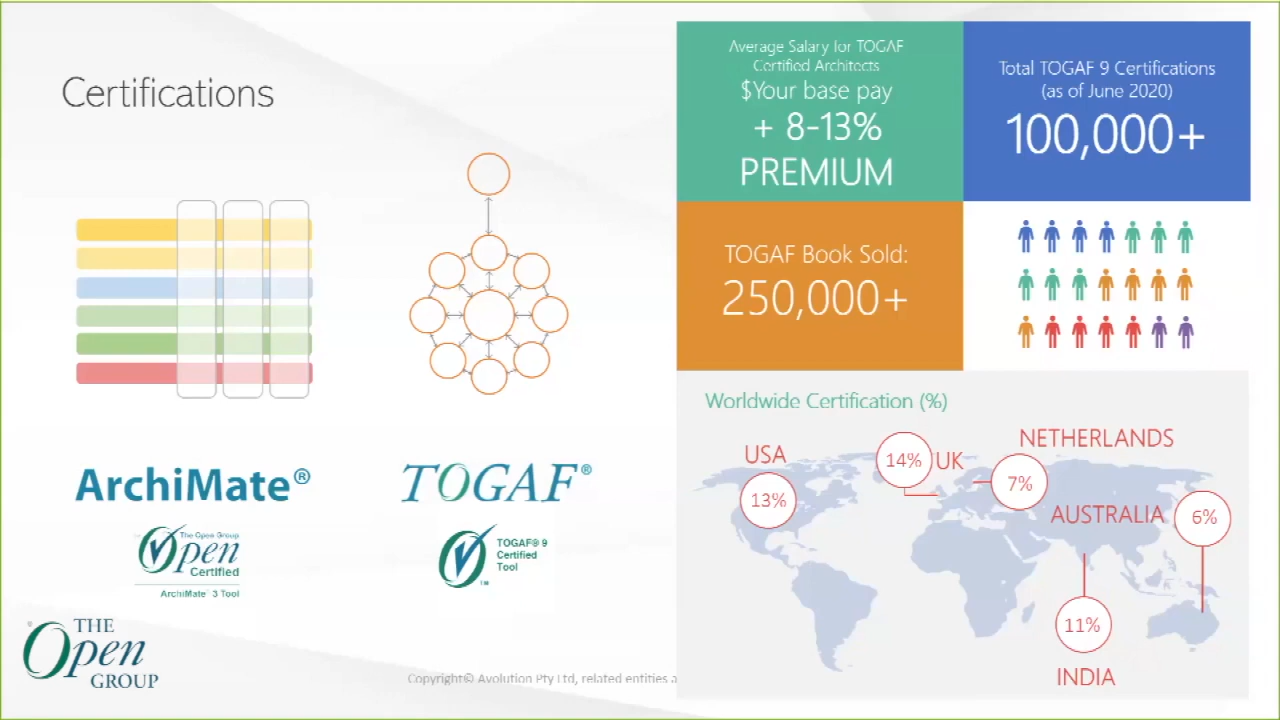 Certifications
ArchiMate®
The Open Group
Open
Certified
ArchiMate® 3 Tool
THE
Open
GROUP
TOGAF®
TOGAF® 9
Certified
Tool
TM
Copyright© Avolution Pty Ltd, related entities a
Average Salary for TOGAF
Certified Architects
$Your base pay
+ 8-13%
PREMIUM
Total TOGAF 9 Certifications
(as of June 2020)
100,000+
TOGAF Book Sold:
250,000+
Worldwide Certification (%)
USA
13%
14%
UK
NETHERLANDS
7%
AUSTRALIA
6%
11%
INDIA